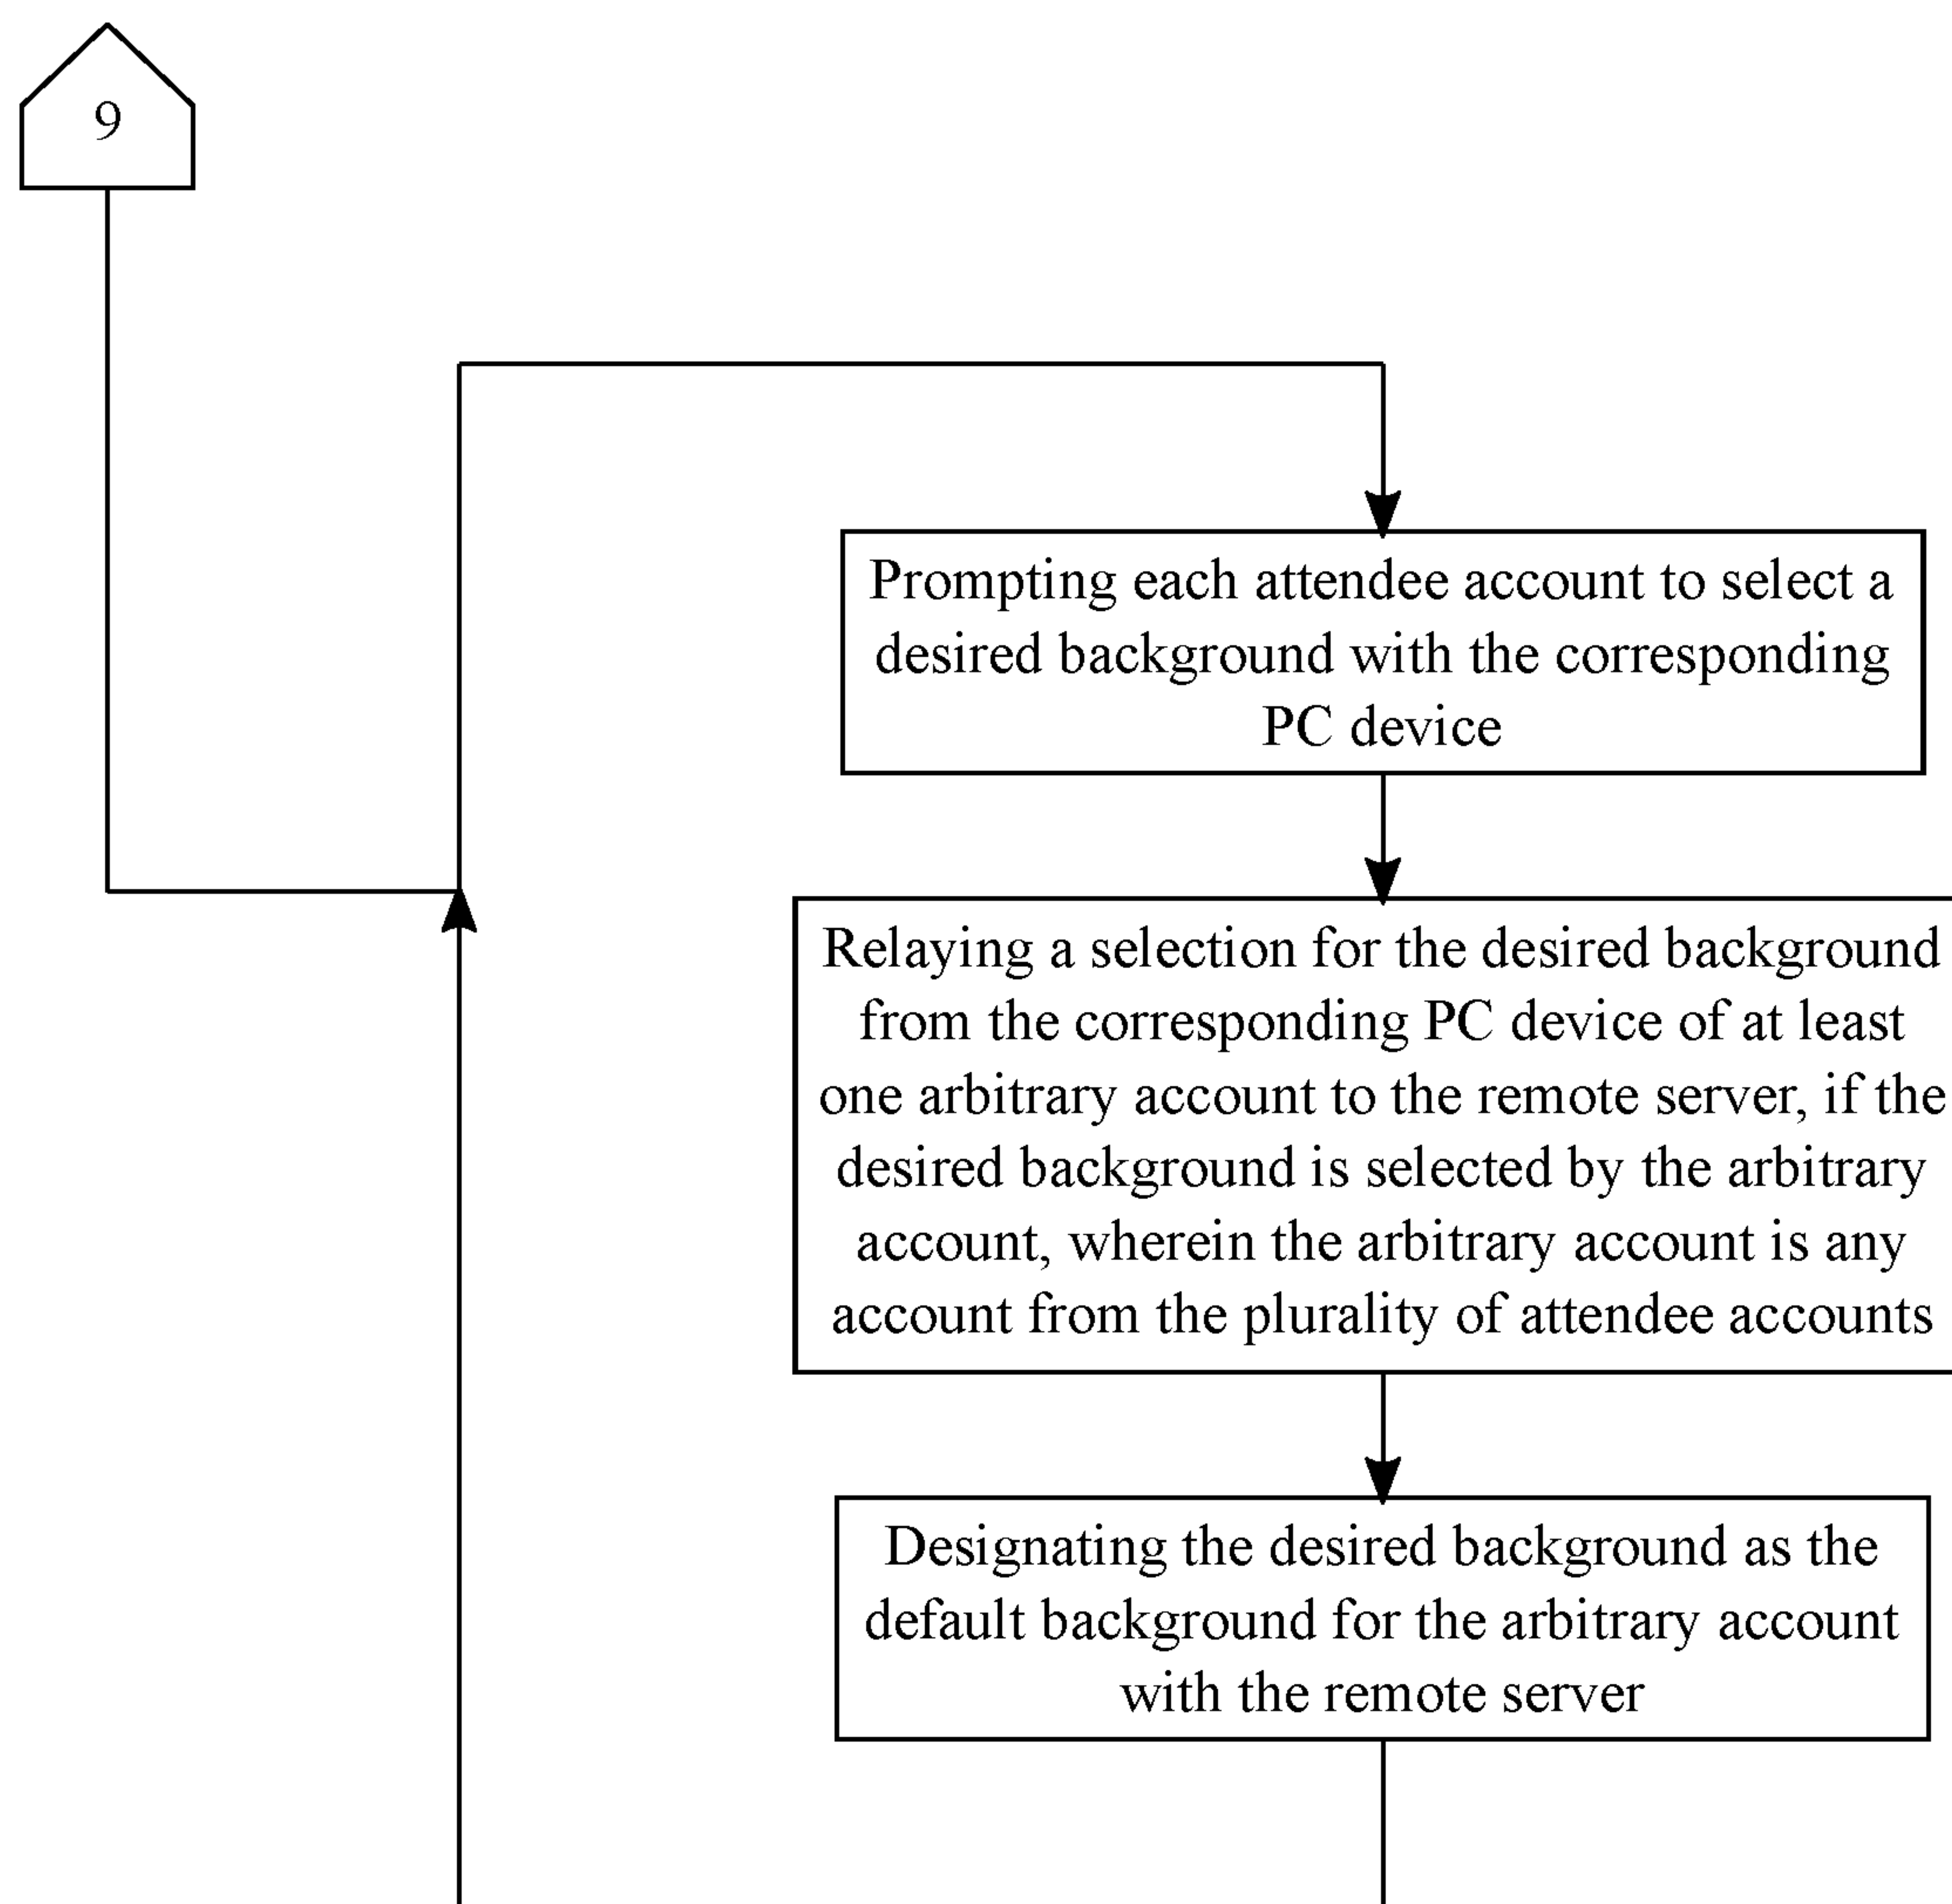 9
Prompting each attendee account to select a
desired background with the corresponding
PC device
Relaying a selection for the desired background
from the corresponding PC device of at least
one arbitrary account to the remote server, if the
desired background is selected by the arbitrary
account, wherein the arbitrary account is any
account from the plurality of attendee accounts
Designating the desired background as the
default background for the arbitrary account
with the remote server